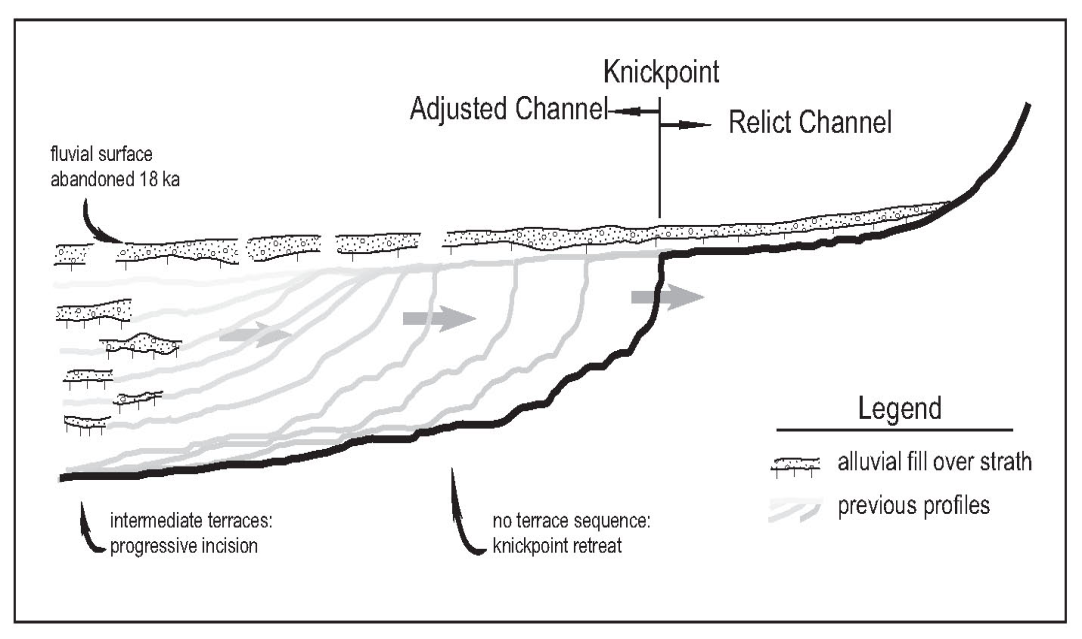 Knickpoint
Adjusted Channel
Relict Channel
fluvial surface
abandoned 18 ka
Legend
alluvial fill over strath
previous profiles
intermediate terraces:
progressive incision
no terrace sequence:
knickpoint retreat